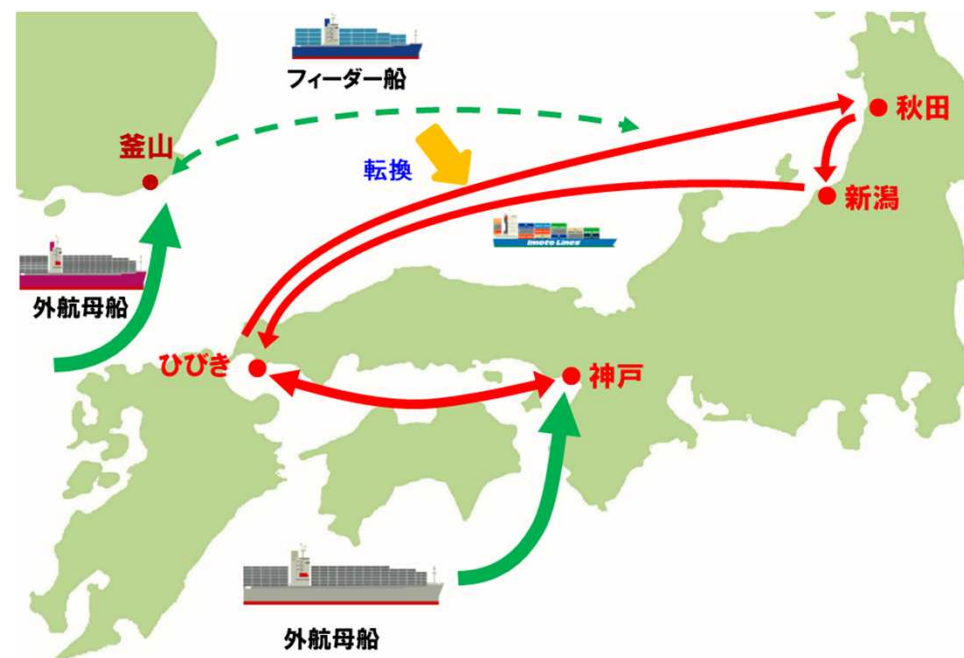 フィーダー船
秋田
釜山
転換
新潟
Imoto Lines
外航母船
ひびき
神戸
外航母船